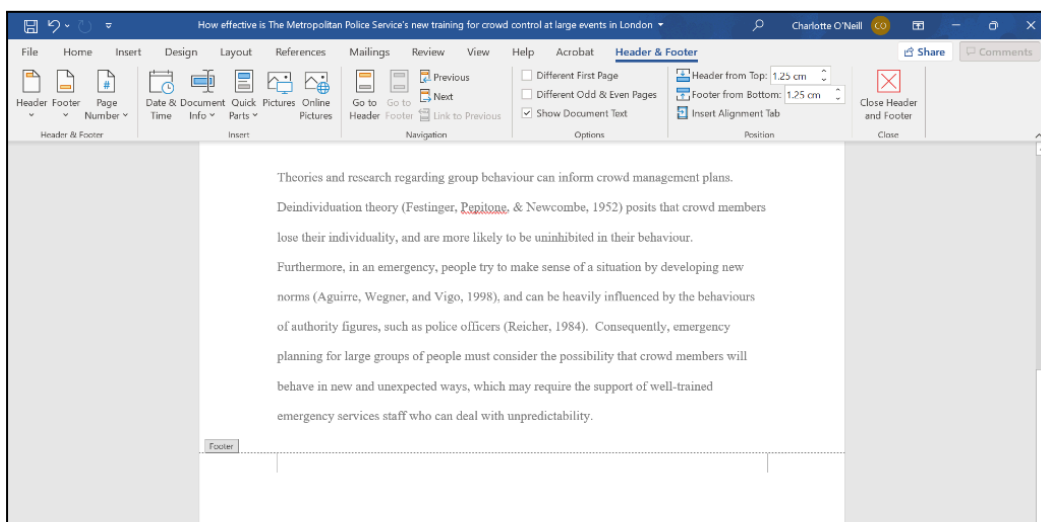 How effective is The Metropolitan Police Service's new training for crowd control at large events in London
Charlotte O'Neill
CO
File Home Insert Design Layout References Mailings Review View Help Acrobat Header & Footer
Share
Comments
Header Footer Page Number
Date & Time Document Info Quick Parts Pictures Online Pictures
Go to Header Go to Footer
Previous
Next
Link to Previous
Different First Page
Different Odd & Even Pages
Show Document Text
Header from Top: 1.25 cm
Footer from Bottom: 1.25 cm
Insert Alignment Tab
Close Header and Footer
Header & Footer Insert Navigation Options Position Close
Theories and research regarding group behaviour can inform crowd management plans.
Deindividuation theory (Festinger, Pepitone, & Newcombe, 1952) posits that crowd members
lose their individuality, and are more likely to be uninhibited in their behaviour.
Furthermore, in an emergency, people try to make sense of a situation by developing new
norms (Aguirre, Wegner, and Vigo, 1998), and can be heavily influenced by the behaviours
of authority figures, such as police officers (Reicher, 1984).  Consequently, emergency
planning for large groups of people must consider the possibility that crowd members will
behave in new and unexpected ways, which may require the support of well-trained
emergency services staff who can deal with unpredictability.
Footer